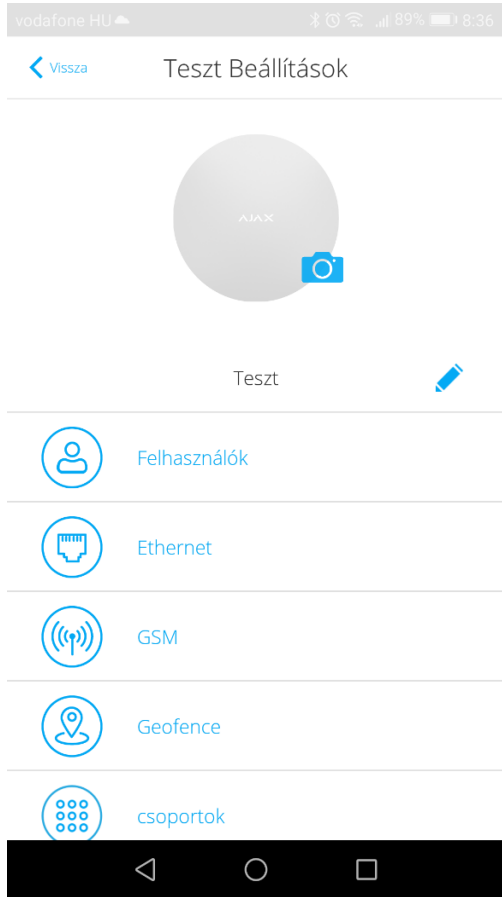 vodafone HU 89% 8:36
Vissza Teszt Beállítások
AJAX
Teszt
Felhasználók
Ethernet
GSM
Geofence
csoportok